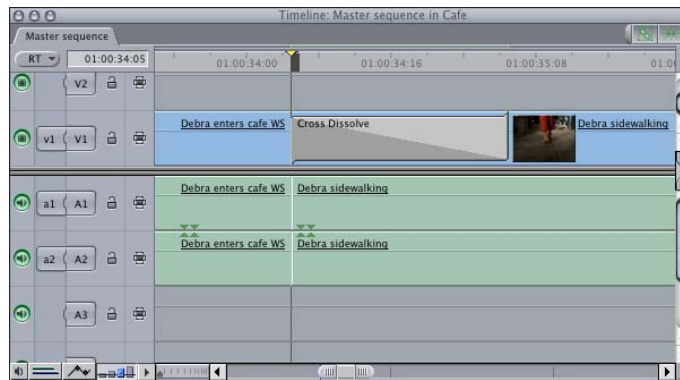 Timeline: Master sequence in Cafe
Master sequence
RT 01:00:34:05 01:00:34:00 01:00:34:16 01:00:35:08 01:0
V2
v1 V1 Debra enters cafe WS Cross Dissolve Debra sidewalking
a1 A1 Debra enters cafe WS Debra sidewalking
a2 A2 Debra enters cafe WS Debra sidewalking
A3